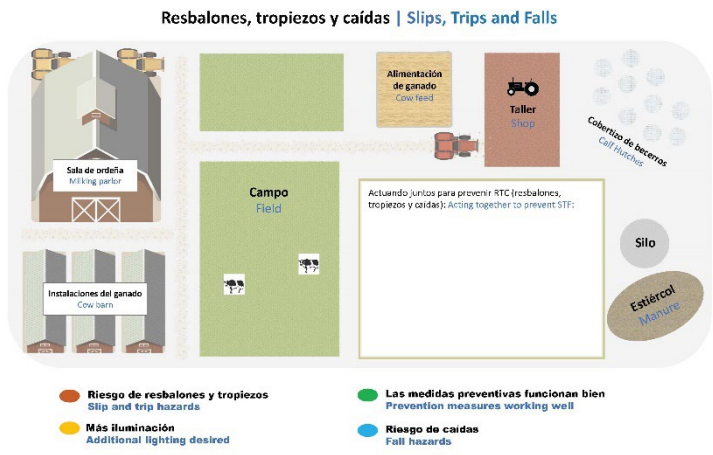 Resbalones, tropiezos y caídas | Slips, Trips and Falls
Alimentación
de ganado
Cow feed
Taller
Shop
Cobertizo de becerros
Calf Hutches
Sala de ordeña
Milking parlor
Campo
Field
Actuando juntos para prevenir RTC (resbalones,
tropiezos y caídas): Acting together to prevent STF:
Silo
Estiércol
Manure
Instalaciones del ganado
Cow barn
Riesgo de resbalones y tropiezos
Slip and trip hazards
Más iluminación
Additional lighting desired
Las medidas preventivas funcionan bien
Prevention measures working well
Riesgo de caídas
Fall hazards